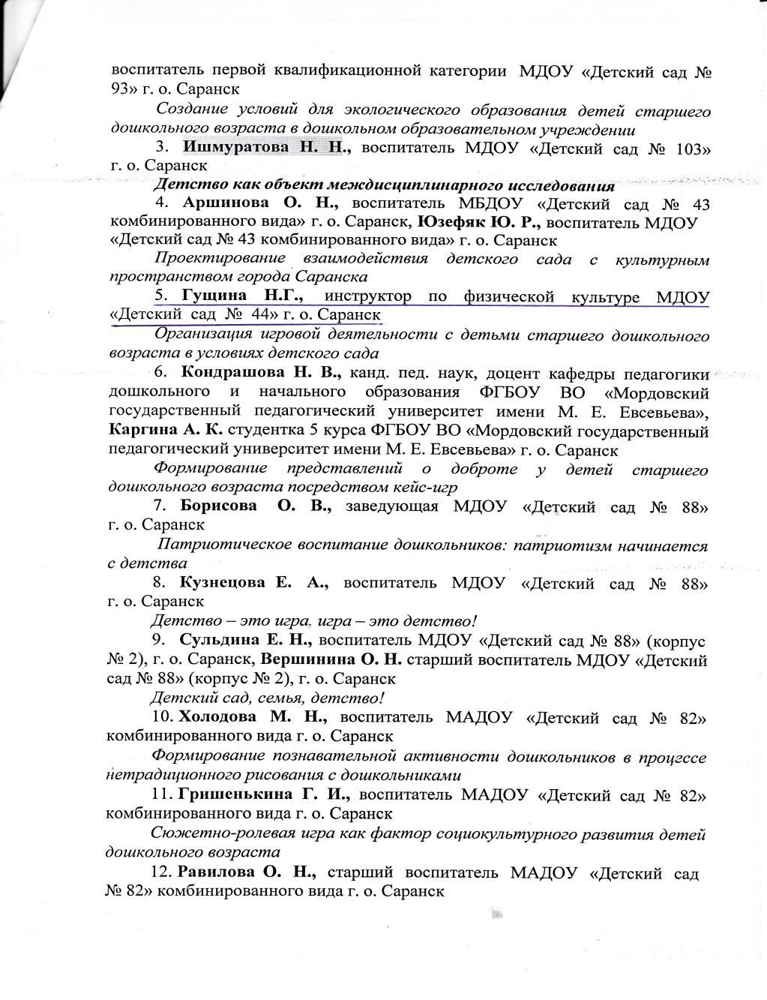 воспитатель первой квалификационной категории МДОУ «Детский сад №
93» г. о. Саранск
Создание условий для экологического образования детей старшего
дошкольного возраста в дошкольном образовательном учреждении
3. Ишмуратова Н. Н., воспитатель МДОУ «Детский сад № 103»
г. о. Саранск
Детство как объект междисциплинарного исследования
4. Аршинова О. Н., воспитатель МБДОУ «Детский сад № 43
комбинированного вида» г. о. Саранск, Юзефяк Ю. Р., воспитатель МДОУ
«Детский сад № 43 комбинированного вида» г. о. Саранск
Проектирование взаимодействия детского сада с культурным
пространством города Саранска
5. Гущина Н.Г., инструктор по физической культуре МДОУ
«Детский сад № 44» г. о. Саранск
Организация игровой деятельности с детьми старшего дошкольного
возраста в условиях детского сада
6. Кондрашова Н. В., канд. пед. наук, доцент кафедры педагогики
дошкольного и начального образования ФГБОУ ВО «Мордовский
государственный педагогический университет имени М. Е. Евсевьева»,
Каргина А. К. студентка 5 курса ФГБОУ ВО «Мордовский государственный
педагогический университет имени М. Е. Евсевьева» г. о. Саранск
Формирование представлений о доброте у детей старшего
дошкольного возраста посредством кейс-игр
7. Борисова О. В., заведующая МДОУ «Детский сад № 88»
г. о. Саранск
Патриотическое воспитание дошкольников: патриотизм начинается
с детства
8. Кузнецова Е. А., воспитатель МДОУ «Детский сад № 88»
г. о. Саранск
Детство – это игра, игра – это детство!
9. Сульдина Е. Н., воспитатель МДОУ «Детский сад № 88» (корпус
№ 2), г. о. Саранск, Вершинина О. Н. старший воспитатель МДОУ «Детский
сад № 88» (корпус № 2), г. о. Саранск
Детский сад, семья, детство!
10. Холодова М. Н., воспитатель МАДОУ «Детский сад № 82»
комбинированного вида г. о. Саранск
Формирование познавательной активности дошкольников в процессе
нетрадиционного рисования с дошкольниками
11. Гришенькина Г. И., воспитатель МАДОУ «Детский сад № 82»
комбинированного вида г. о. Саранск
Сюжетно-ролевая игра как фактор социокультурного развития детей
дошкольного возраста
12. Равилова О. Н., старший воспитатель МАДОУ «Детский сад
№ 82» комбинированного вида г. о. Саранск